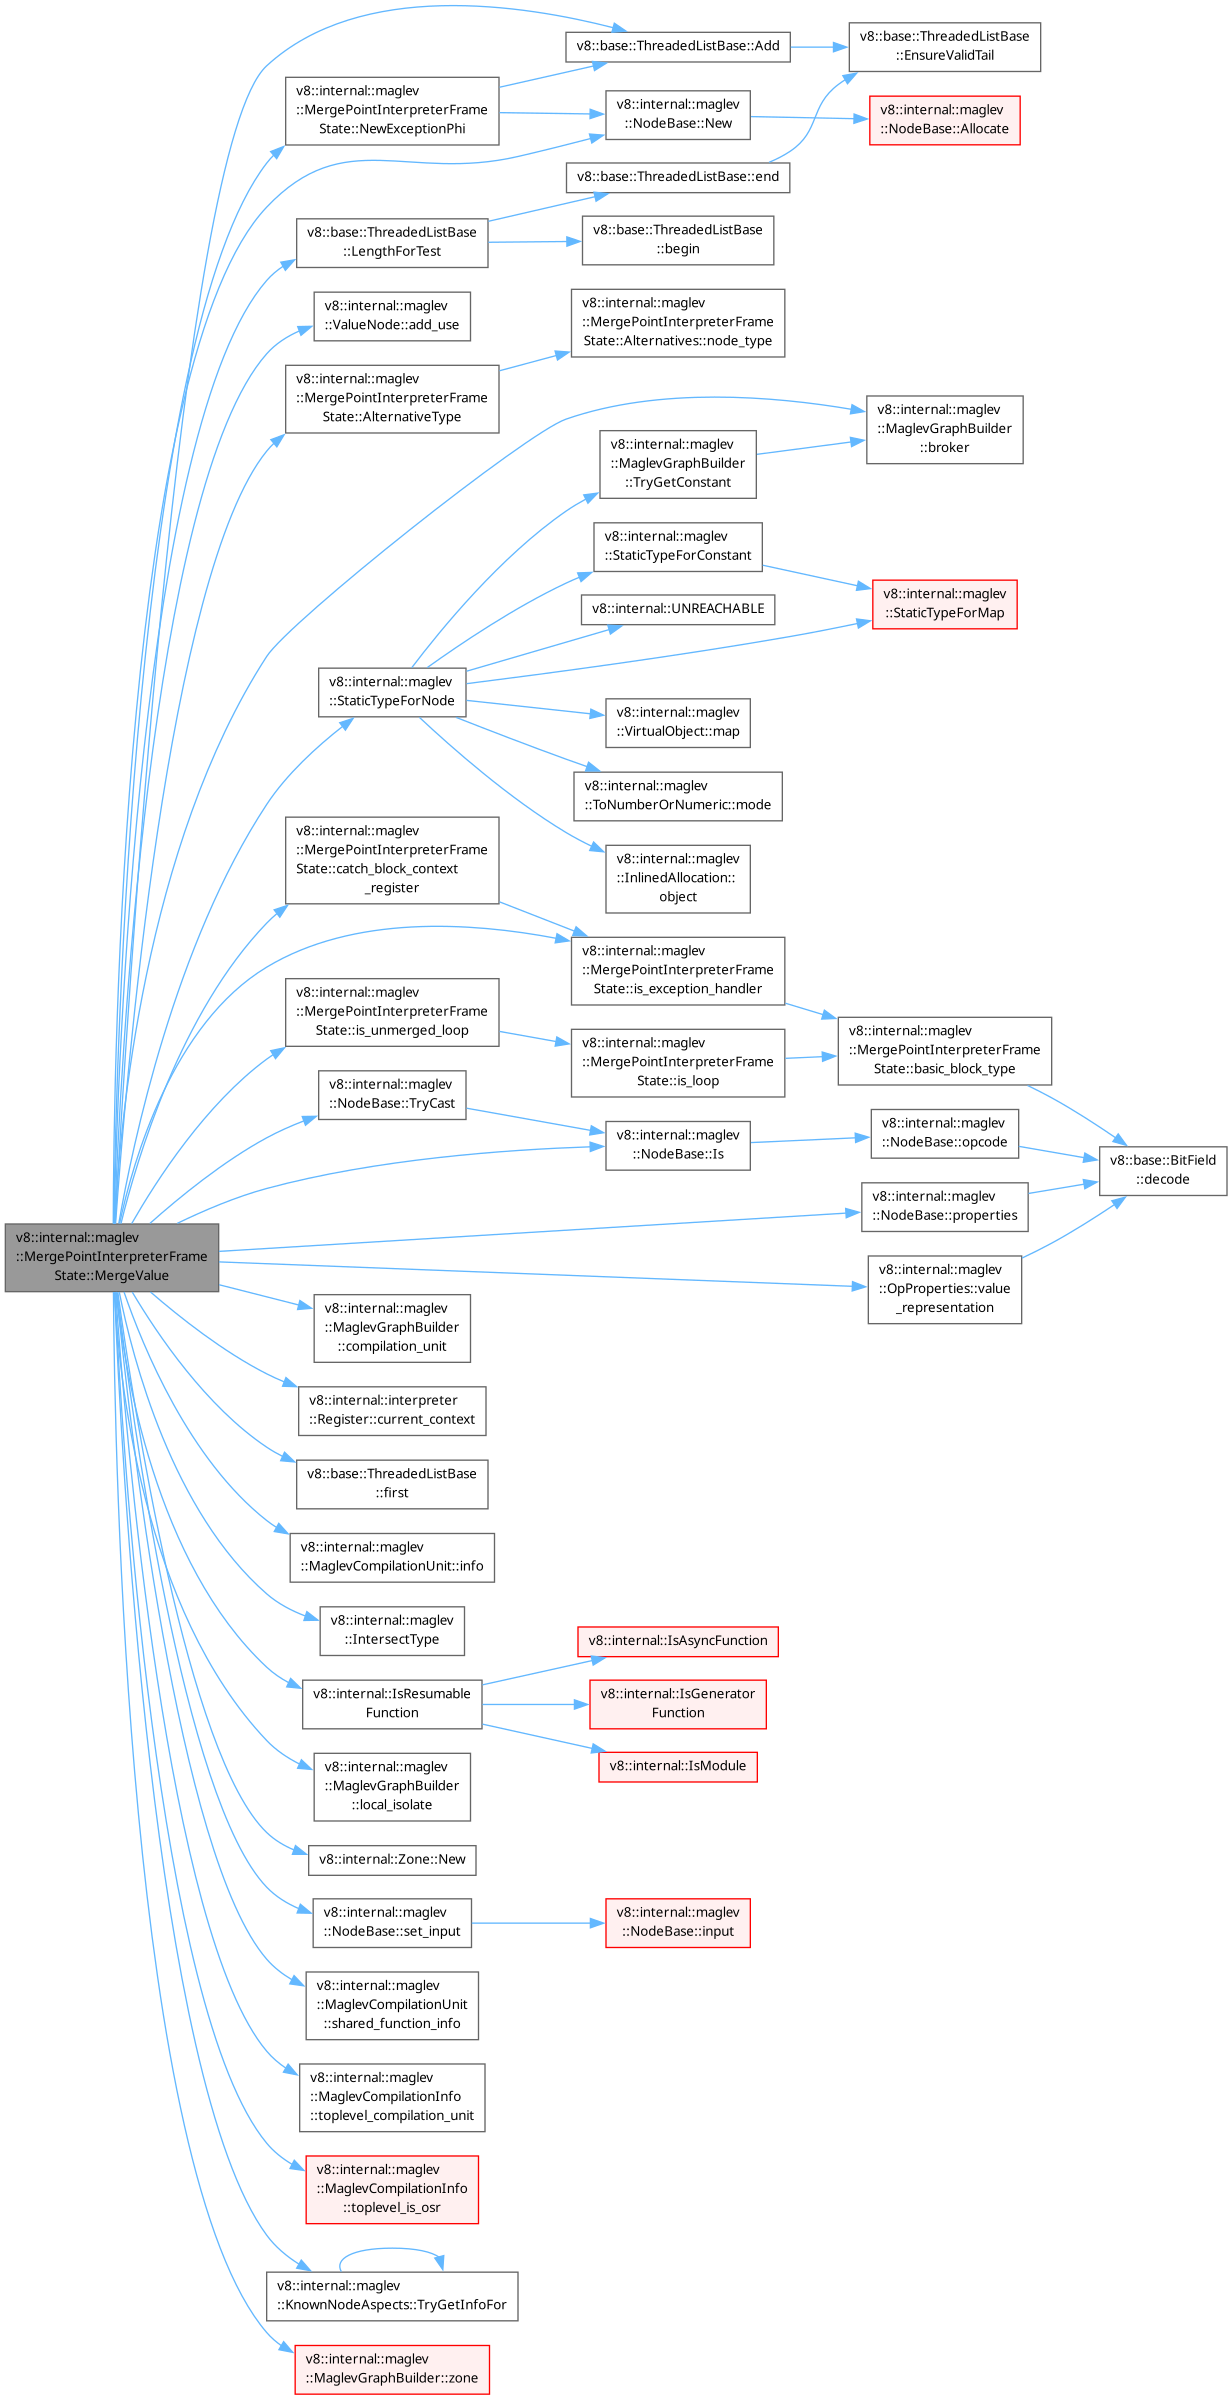 v8::base::ThreadedListBase::Add
v8::base::ThreadedListBase
::EnsureValidTail
v8::internal::maglev
::MergePointInterpreterFrame
State::NewExceptionPhi
v8::internal::maglev
::NodeBase::New
v8::internal::maglev
::NodeBase::Allocate
v8::base::ThreadedListBase::end
v8::base::ThreadedListBase
::LengthForTest
v8::base::ThreadedListBase
::begin
v8::internal::maglev
::ValueNode::add_use
v8::internal::maglev
::MergePointInterpreterFrame
State::Alternatives::node_type
v8::internal::maglev
::MergePointInterpreterFrame
State::AlternativeType
v8::internal::maglev
::MaglevGraphBuilder
::broker
v8::internal::maglev
::MaglevGraphBuilder
::TryGetConstant
v8::internal::maglev
::StaticTypeForConstant
v8::internal::UNREACHABLE
v8::internal::maglev
::StaticTypeForMap
v8::internal::maglev
::StaticTypeForNode
v8::internal::maglev
::VirtualObject::map
v8::internal::maglev
::ToNumberOrNumeric::mode
v8::internal::maglev
::MergePointInterpreterFrame
State::catch_block_context
_register
v8::internal::maglev
::InlinedAllocation::
object
v8::internal::maglev
::MergePointInterpreterFrame
State::is_exception_handler
v8::internal::maglev
::MergePointInterpreterFrame
State::is_unmerged_loop
v8::internal::maglev
::MergePointInterpreterFrame
State::is_loop
v8::internal::maglev
::MergePointInterpreterFrame
State::basic_block_type
v8::internal::maglev
::NodeBase::TryCast
v8::internal::maglev
::NodeBase::Is
v8::internal::maglev
::NodeBase::opcode
v8::base::BitField
::decode
v8::internal::maglev
::NodeBase::properties
v8::internal::maglev
::MergePointInterpreterFrame
State::MergeValue
v8::internal::maglev
::OpProperties::value
_representation
v8::internal::maglev
::MaglevGraphBuilder
::compilation_unit
v8::internal::interpreter
::Register::current_context
v8::base::ThreadedListBase
::first
v8::internal::maglev
::MaglevCompilationUnit::info
v8::internal::maglev
::IntersectType
v8::internal::IsAsyncFunction
v8::internal::IsResumable
Function
v8::internal::IsGenerator
Function
v8::internal::IsModule
v8::internal::maglev
::MaglevGraphBuilder
::local_isolate
v8::internal::Zone::New
v8::internal::maglev
::NodeBase::set_input
v8::internal::maglev
::NodeBase::input
v8::internal::maglev
::MaglevCompilationUnit
::shared_function_info
v8::internal::maglev
::MaglevCompilationInfo
::toplevel_compilation_unit
v8::internal::maglev
::MaglevCompilationInfo
::toplevel_is_osr
v8::internal::maglev
::KnownNodeAspects::TryGetInfoFor
v8::internal::maglev
::MaglevGraphBuilder::zone